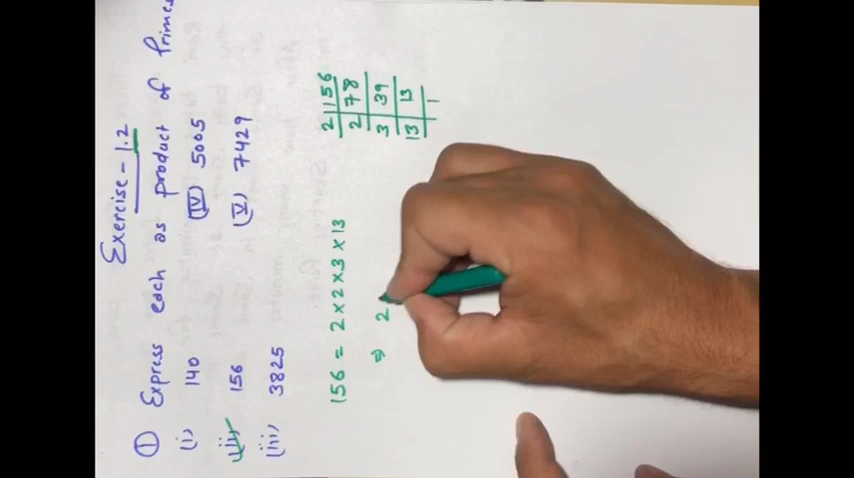 Exercise - 1.2
① Express each as product of Primes
(i) 140 (IV) 5005
(ii) 156 (V) 7429
(iii) 3825
2 | 156
2 | 78
3 | 39
13 | 13
1
156 = 2 × 2 × 3 × 13
⇒ 2